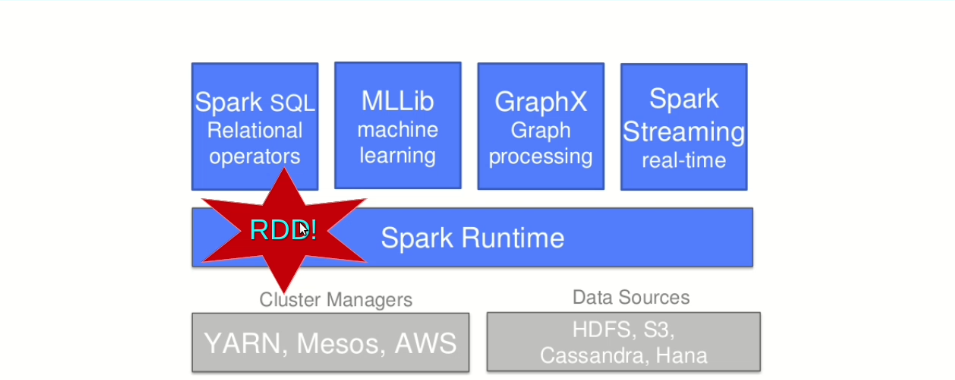 Spark SQL
Relational
operators
MLLib
machine
learning
GraphX
Graph
processing
Spark
Streaming
real-time
RDD!
Spark Runtime
Cluster Managers
YARN, Mesos, AWS
Data Sources
HDFS, S3,
Cassandra, Hana